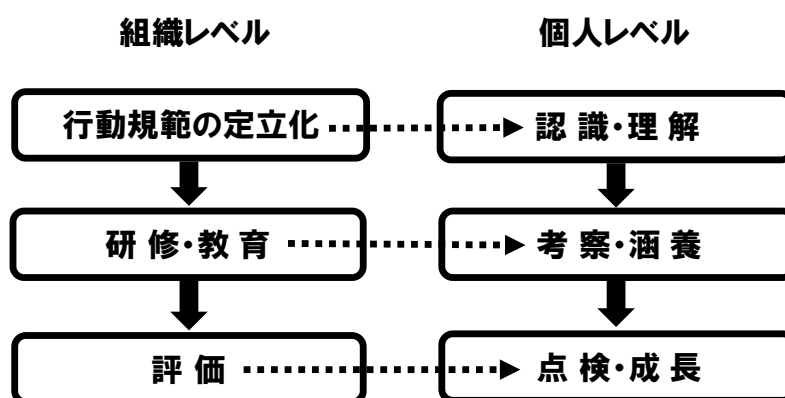 組織レベル 個人レベル
行動規範の定立化 認識・理解
研修・教育 考察・涵養
評価 点検・成長